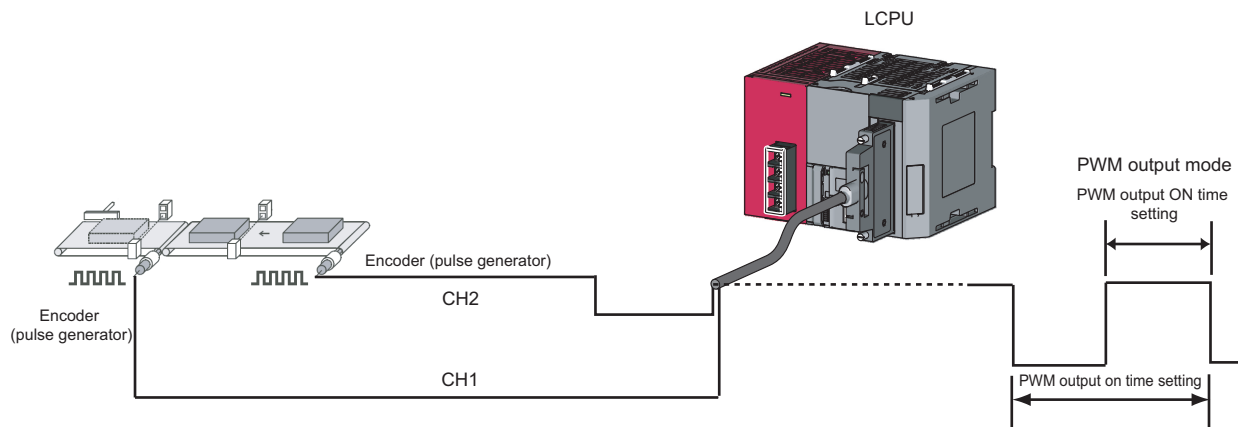 LCPU
PWM output mode
PWM output ON time
setting
Encoder (pulse generator)
CH2
Encoder
(pulse generator)
CH1
PWM output on time setting